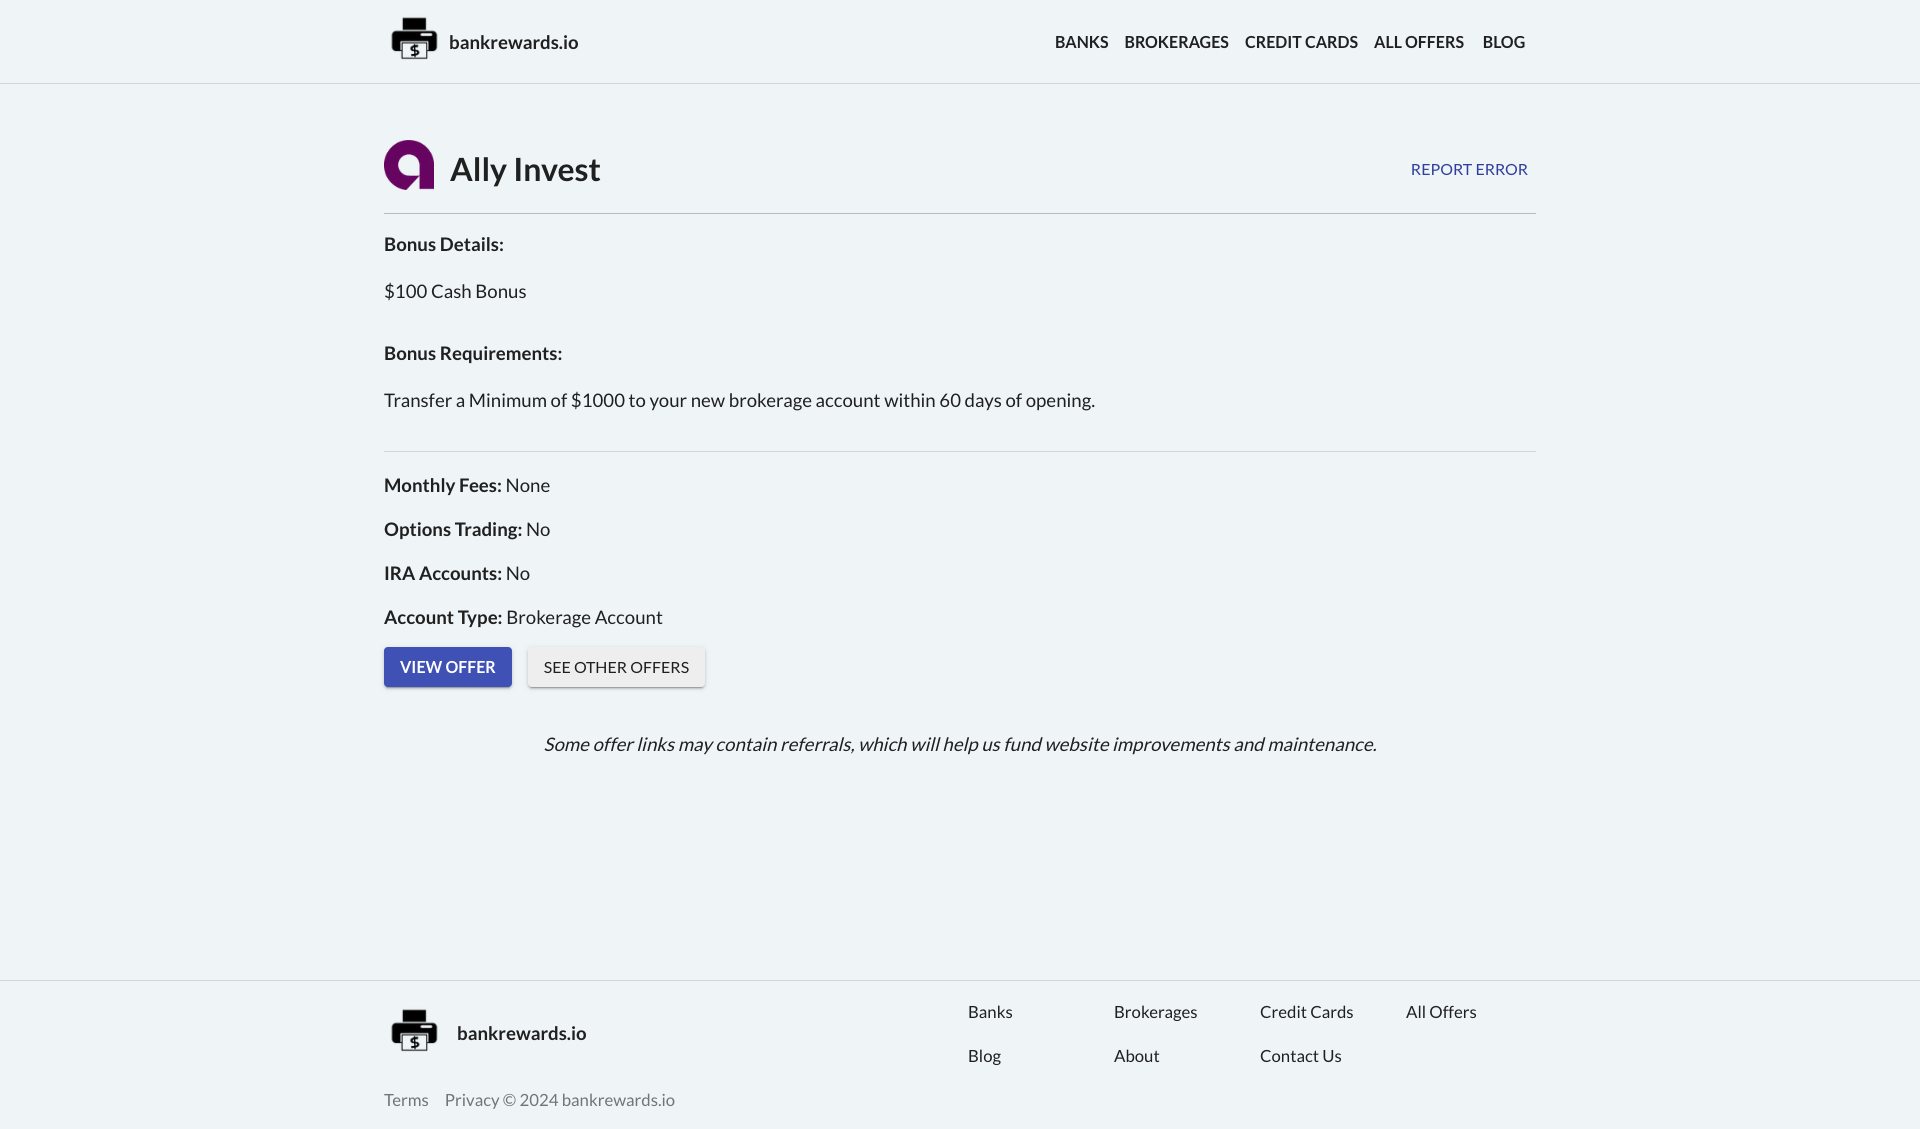 bankrewards.io
BANKS BROKERAGES CREDIT CARDS ALL OFFERS BLOG
Ally Invest
REPORT ERROR
Bonus Details:
$100 Cash Bonus
Bonus Requirements:
Transfer a Minimum of $1000 to your new brokerage account within 60 days of opening.
Monthly Fees: None
Options Trading: No
IRA Accounts: No
Account Type: Brokerage Account
VIEW OFFER SEE OTHER OFFERS
Some offer links may contain referrals, which will help us fund website improvements and maintenance.
bankrewards.io
Banks Brokerages Credit Cards All Offers
Blog About Contact Us
Terms Privacy © 2024 bankrewards.io